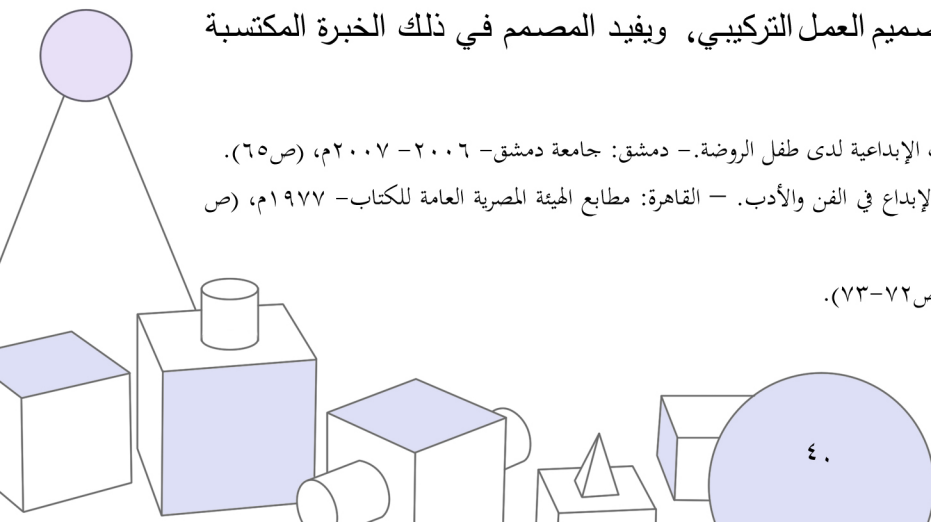 صميم العمل التركيبي، ويفيد المصمم في ذلك الخبرة المكتسبة
الإبداعية لدى طفل الروضة.– دمشق: جامعة دمشق– ٢٠٠٦– ٢٠٠٧م، (ص٦٥).
لإبداع في الفن والأدب. – القاهرة: مطابع الهيئة المصرية العامة للكتاب– ١٩٧٧م، (ص
ص٧٢–٧٣).
٤٠